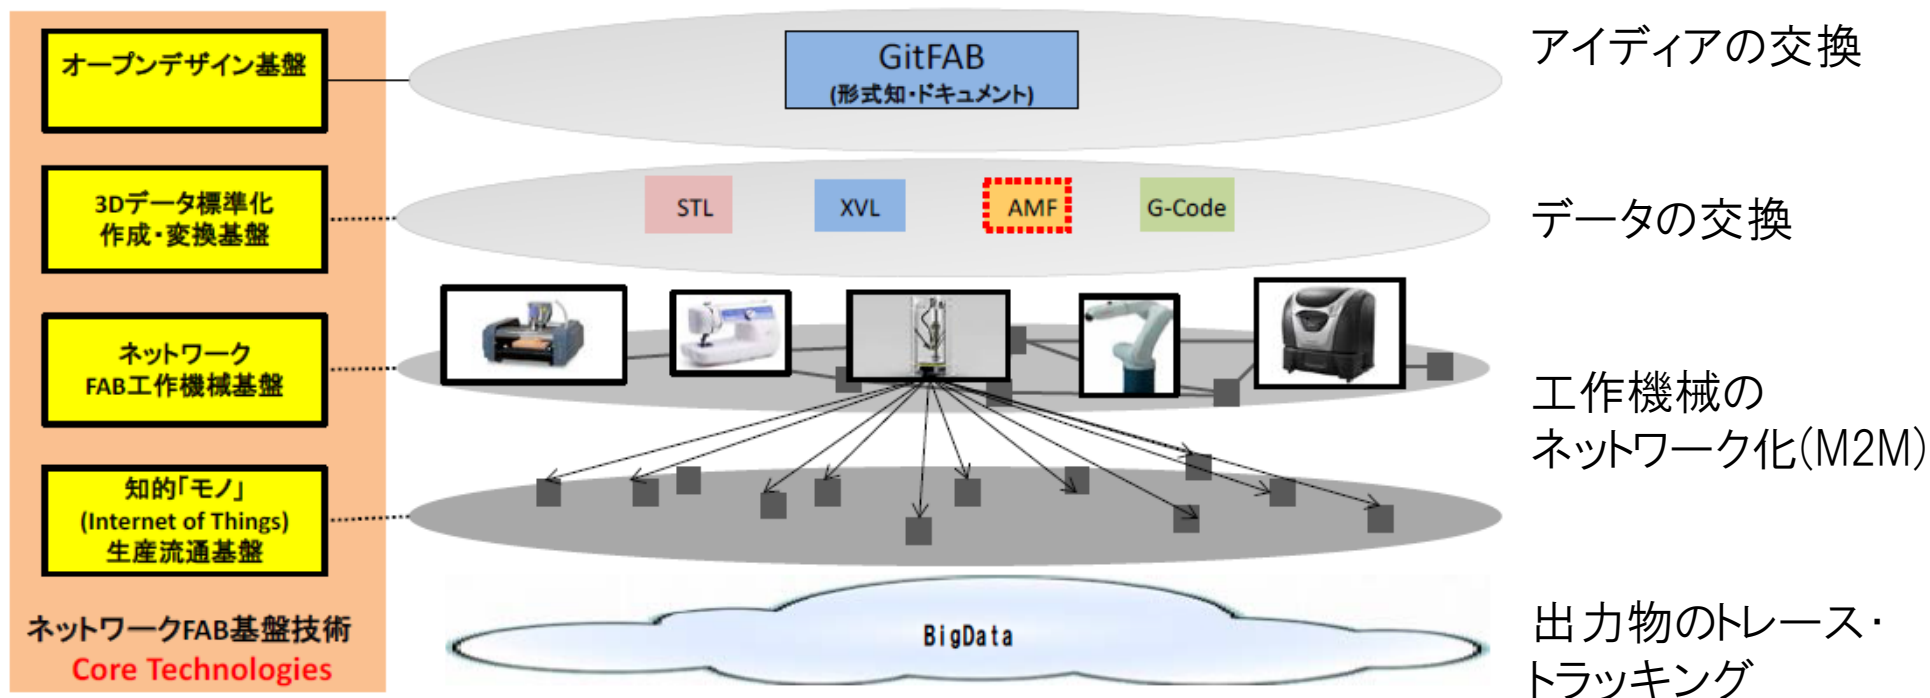 オープンデザイン基盤
GitFAB
(形式知・ドキュメント)
アイディアの交換
3Dデータ標準化
作成・変換基盤
STL
XVL
AMF
G-Code
データの交換
ネットワーク
FAB工作機械基盤
工作機械の
ネットワーク化(M2M)
知的「モノ」
(Internet of Things)
生産流通基盤
ネットワークFAB基盤技術
Core Technologies
BigData
出力物のトレース・
トラッキング